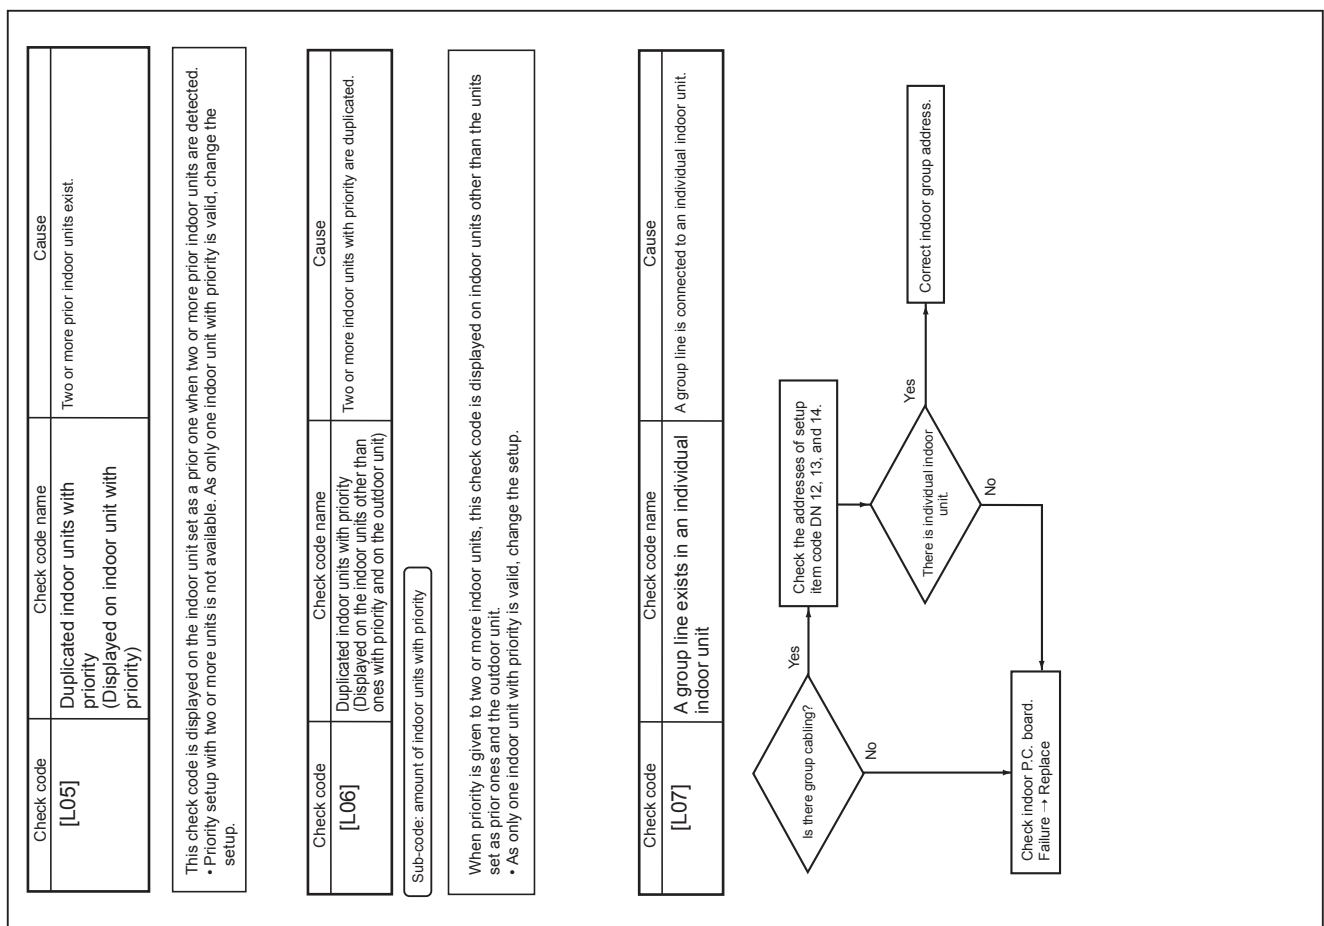 Check code
Check code name
Cause
[L05]
Duplicated indoor units with
priority
(Displayed on indoor unit with
priority)
Two or more prior indoor units exist.
This check code is displayed on the indoor unit set as a prior one when two or more prior indoor units are detected.
• Priority setup with two or more units is not available. As only one indoor unit with priority is valid, change the
setup.
Check code
Check code name
Cause
[L06]
Duplicated indoor units with priority
(Displayed on the indoor units other than
ones with priority and on the outdoor unit)
Two or more indoor units with priority are duplicated.
Sub-code: amount of indoor units with priority
When priority is given to two or more indoor units, this check code is displayed on indoor units other than the units
set as prior ones and the outdoor unit.
• As only one indoor unit with priority is valid, change the setup.
Check code
Check code name
Cause
[L07]
A group line exists in an individual
indoor unit
A group line is connected to an individual indoor unit.
Is there group cabling?
Yes
No
Check the addresses of setup
item code DN 12, 13, and 14.
There is individual indoor
unit.
Yes
No
Correct indoor group address.
Check indoor P.C. board.
Failure → Replace